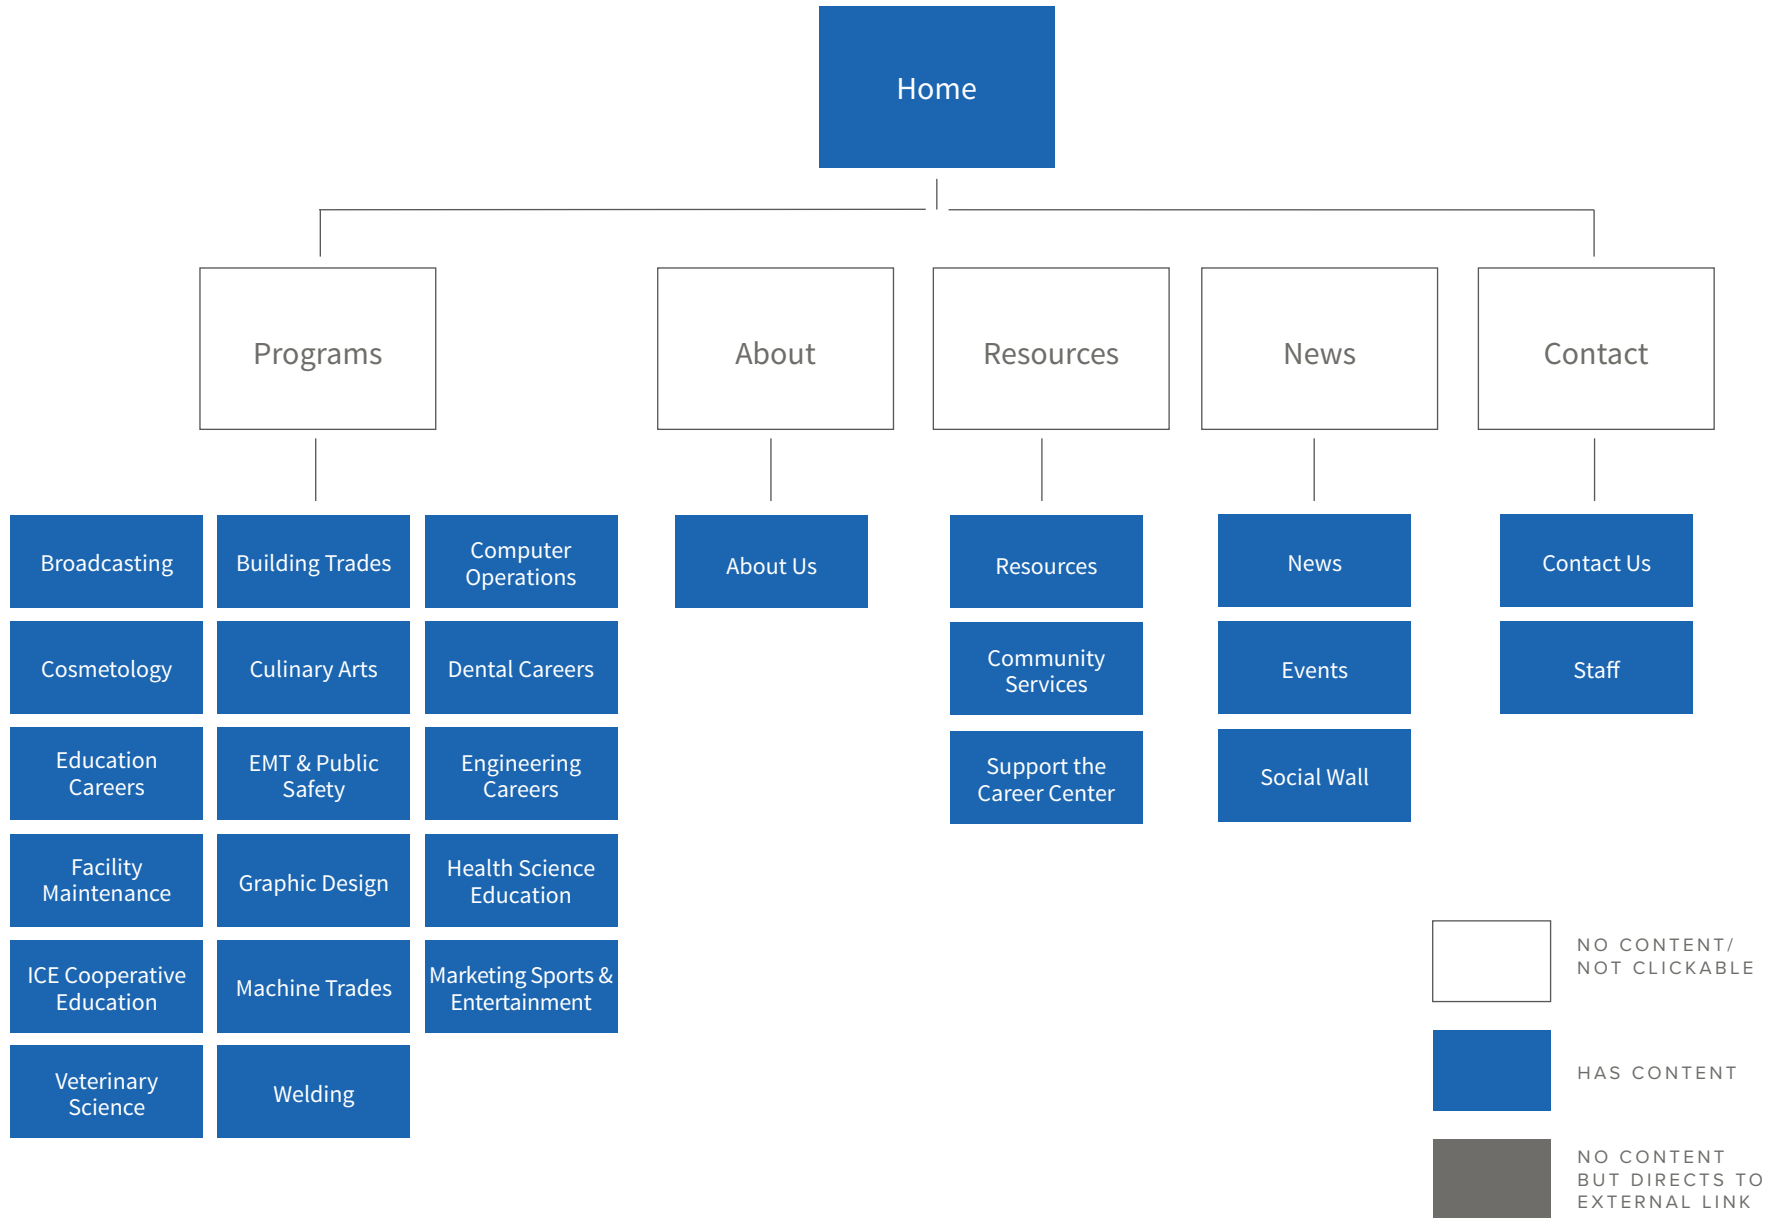 Home
Programs
About
Resources
News
Contact
Broadcasting
Building Trades
Computer
Operations
About Us
Resources
News
Contact Us
Cosmetology
Culinary Arts
Dental Careers
Community
Services
Events
Staff
Education
Careers
EMT & Public
Safety
Engineering
Careers
Support the
Career Center
Social Wall
Facility
Maintenance
Graphic Design
Health Science
Education
ICE Cooperative
Education
Machine Trades
Marketing Sports &
Entertainment
Veterinary
Science
Welding
NO CONTENT/
NOT CLICKABLE
HAS CONTENT
NO CONTENT
BUT DIRECTS TO
EXTERNAL LINK